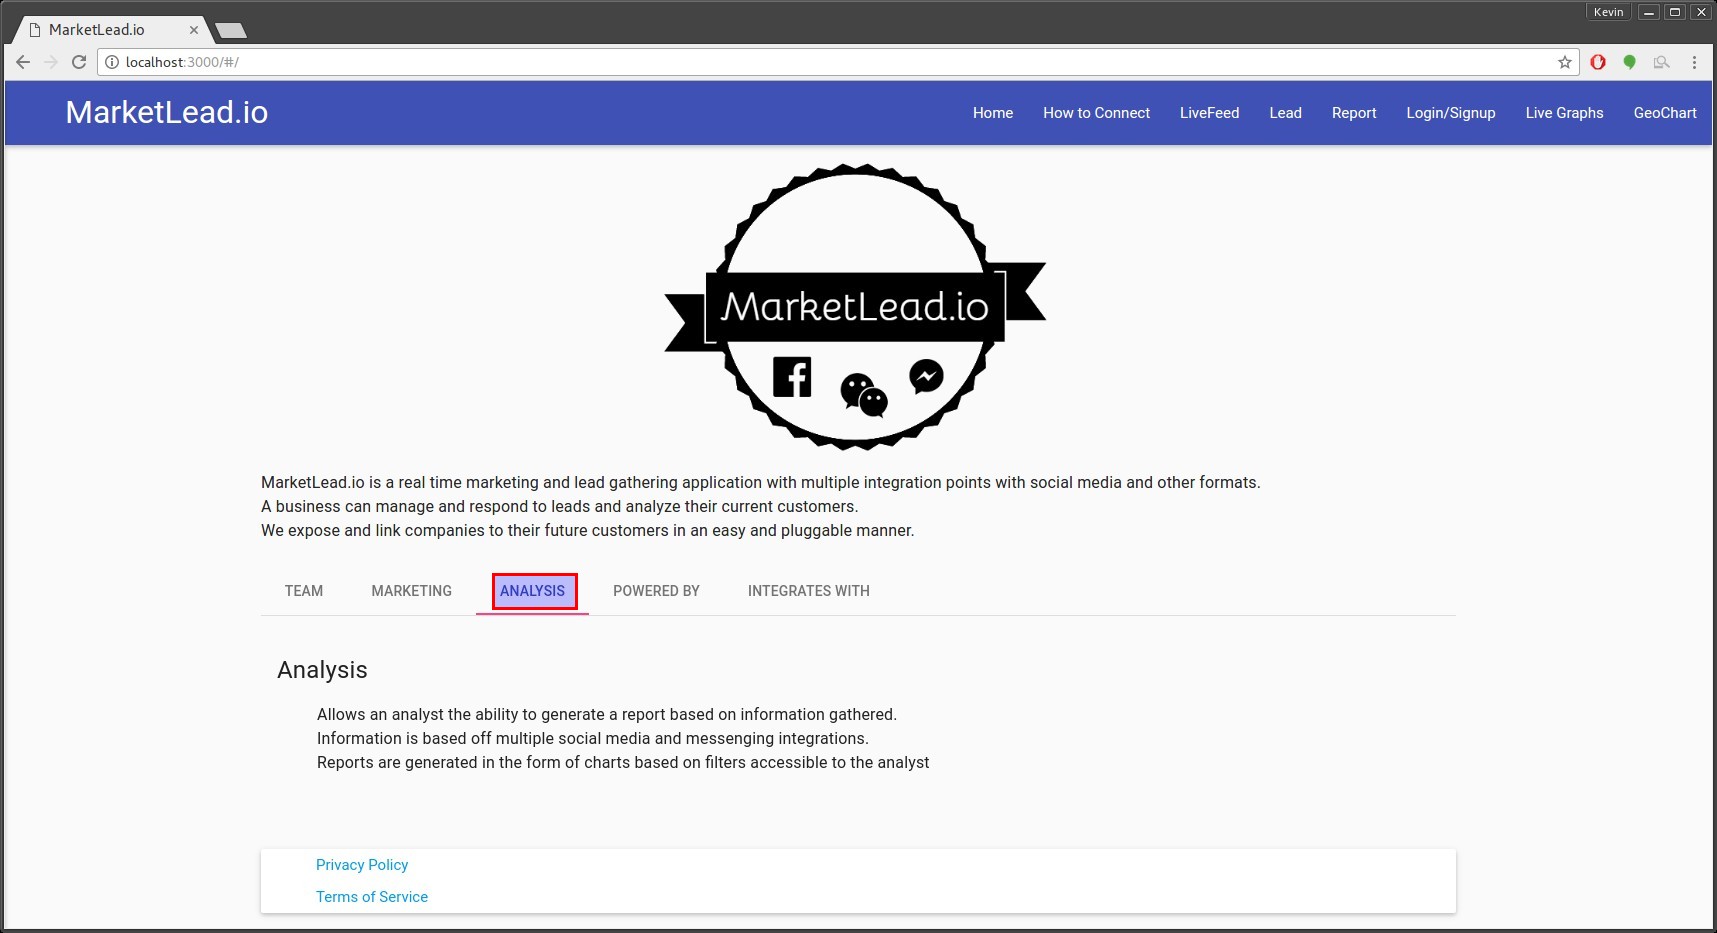 MarketLead.io
Kevin
localhost:3000/#/
MarketLead.io Home How to Connect LiveFeed Lead Report Login/Signup Live Graphs GeoChart
MarketLead.io
MarketLead.io is a real time marketing and lead gathering application with multiple integration points with social media and other formats.
A business can manage and respond to leads and analyze their current customers.
We expose and link companies to their future customers in an easy and pluggable manner.
TEAM MARKETING ANALYSIS POWERED BY INTEGRATES WITH
Analysis
Allows an analyst the ability to generate a report based on information gathered.
Information is based off multiple social media and messenging integrations.
Reports are generated in the form of charts based on filters accessible to the analyst
Privacy Policy
Terms of Service